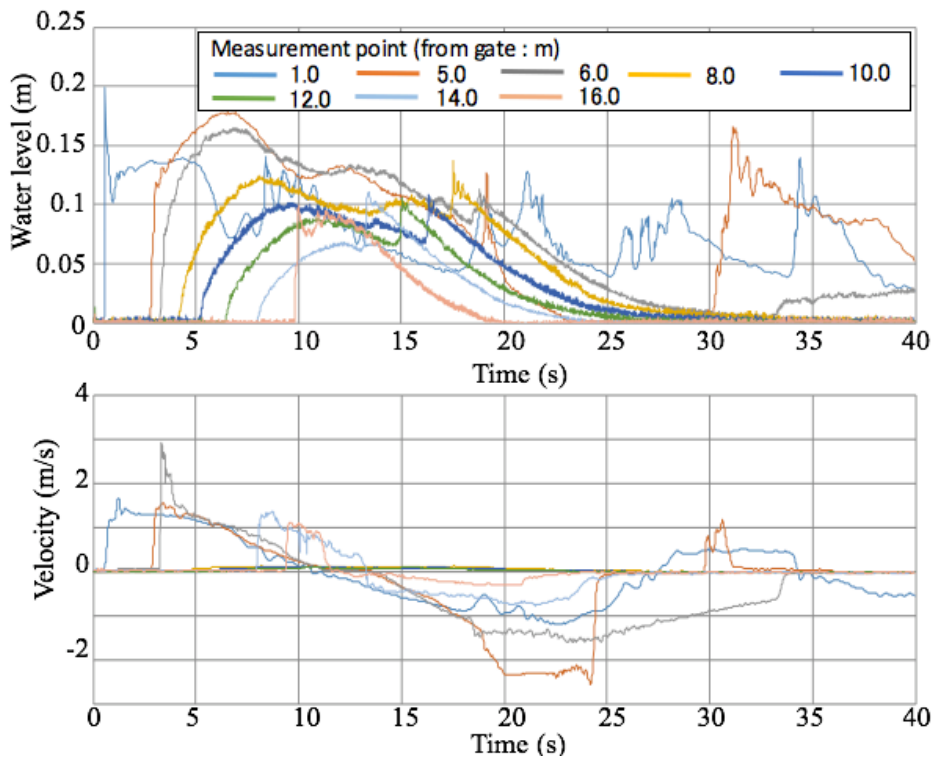 0.25
Measurement point (from gate : m)
1.0 5.0 6.0 8.0 10.0
12.0 14.0 16.0
0.2
0.15
0.1
0.05
0
Water level (m)
0 5 10 15 20 25 30 35 40
Time (s)
4
2
0
-2
Velocity (m/s)
0 5 10 15 20 25 30 35 40
Time (s)